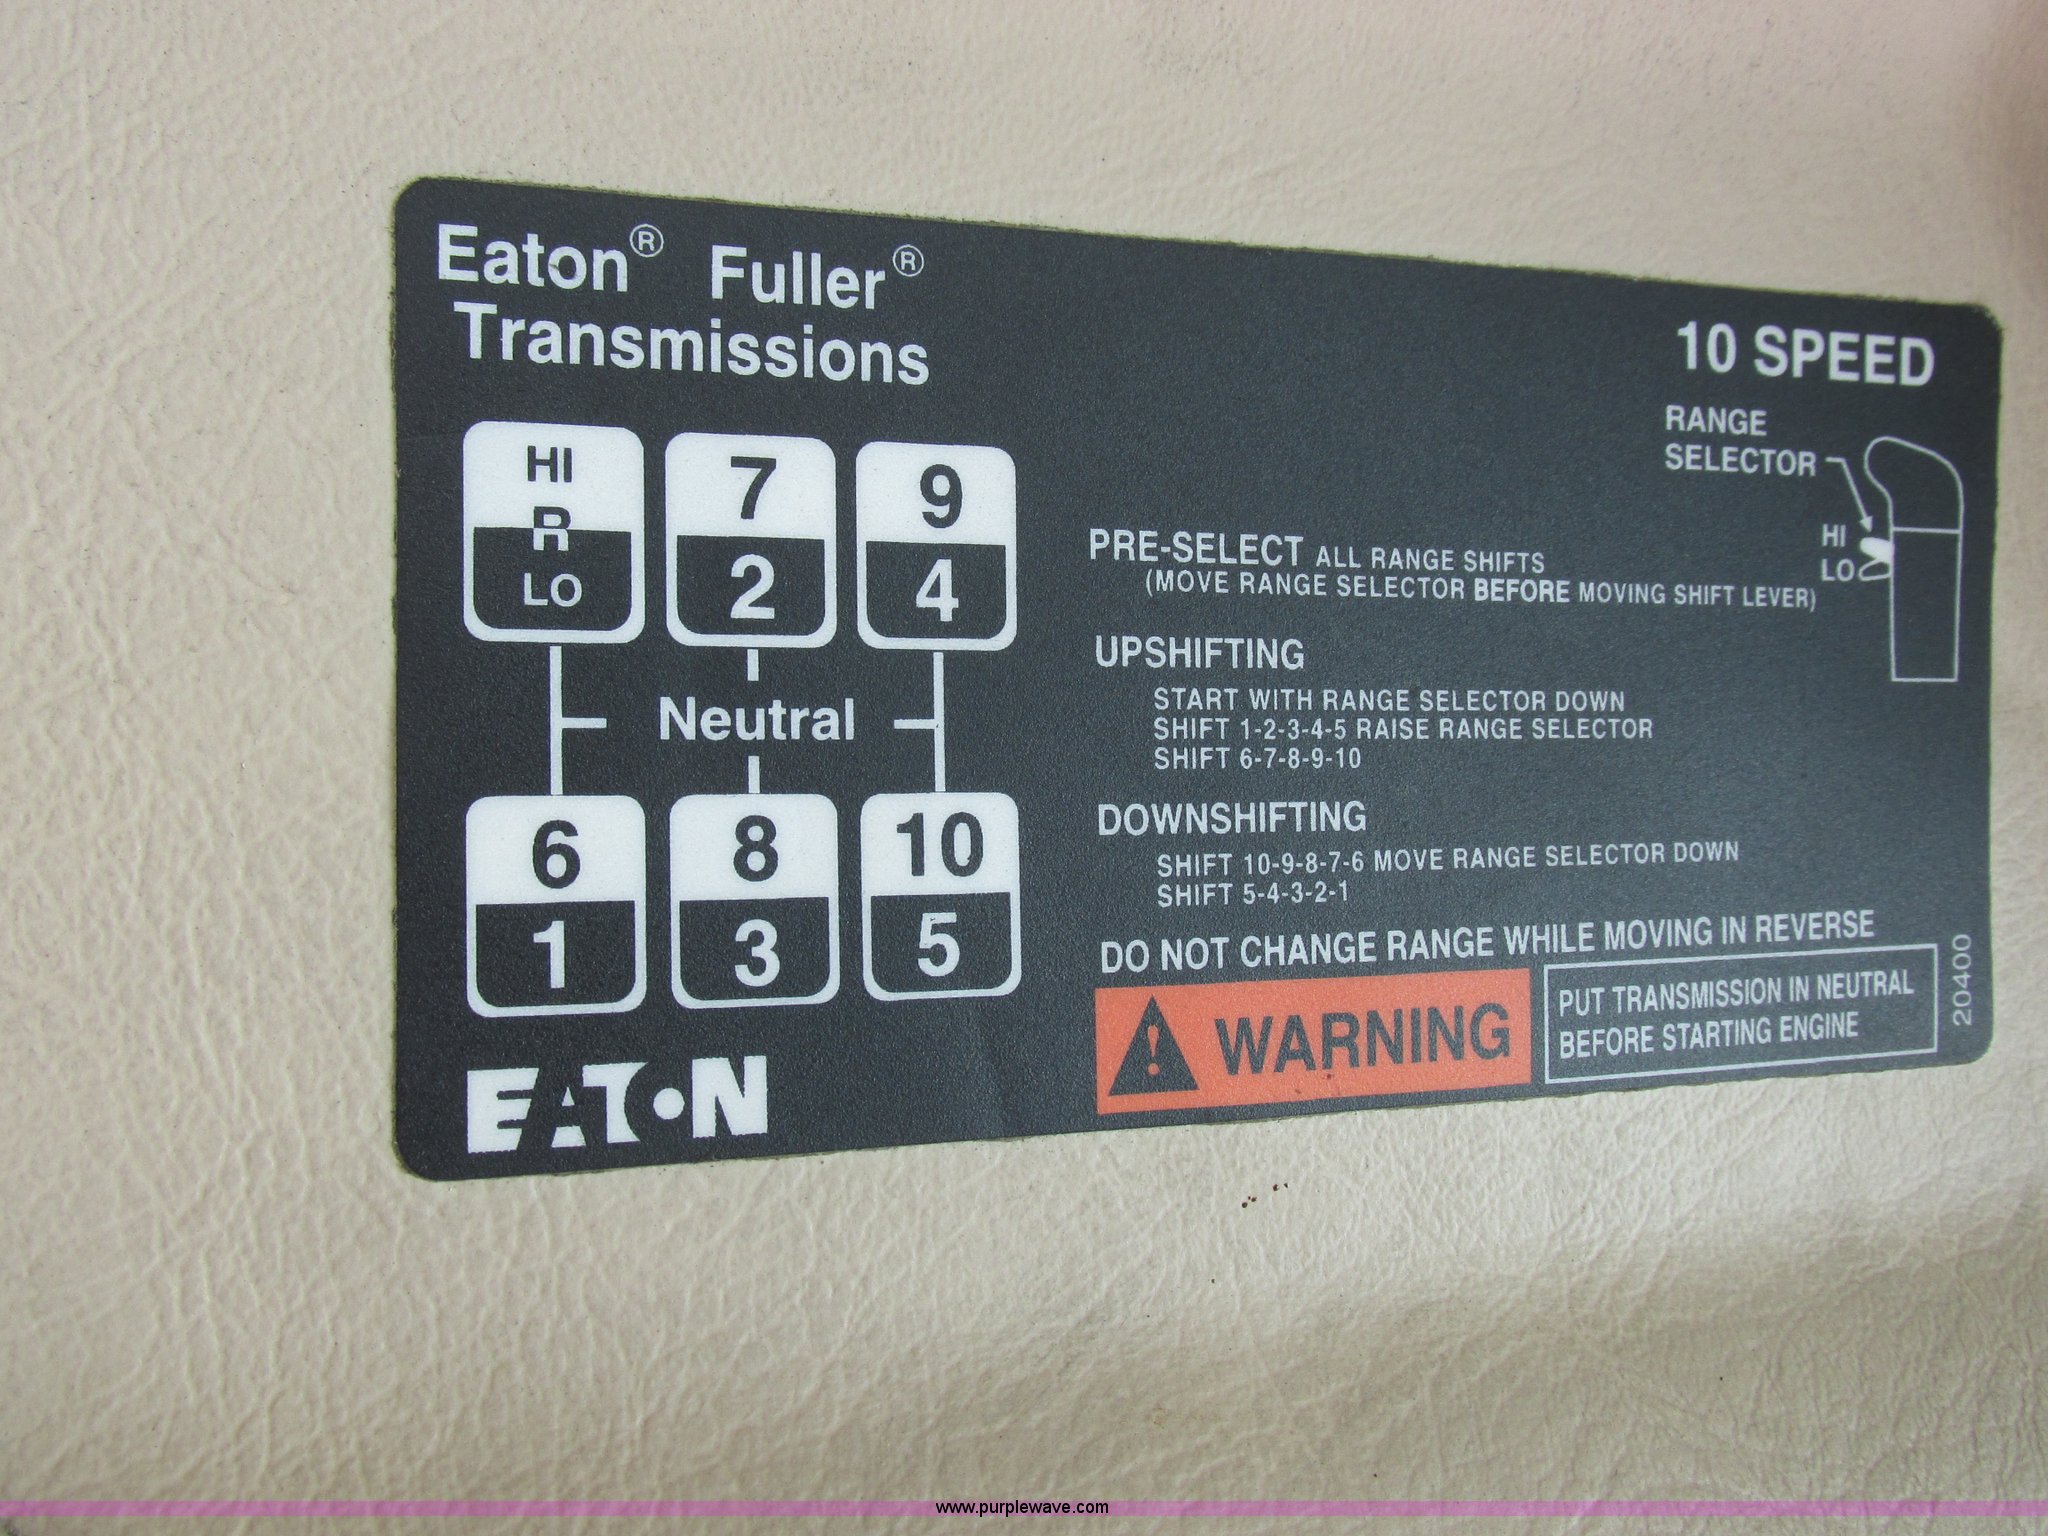 Eaton® Fuller®
Transmissions
10 SPEED
RANGE
SELECTOR
HI
LO
HI
R
LO
7
2
9
4
Neutral
6
1
8
3
10
5
PRE-SELECT ALL RANGE SHIFTS
(MOVE RANGE SELECTOR BEFORE MOVING SHIFT LEVER)
UPSHIFTING
START WITH RANGE SELECTOR DOWN
SHIFT 1-2-3-4-5 RAISE RANGE SELECTOR
SHIFT 6-7-8-9-10
DOWNSHIFTING
SHIFT 10-9-8-7-6 MOVE RANGE SELECTOR DOWN
SHIFT 5-4-3-2-1
DO NOT CHANGE RANGE WHILE MOVING IN REVERSE
WARNING
PUT TRANSMISSION IN NEUTRAL
BEFORE STARTING ENGINE
20400
EATON
www.purplewave.com